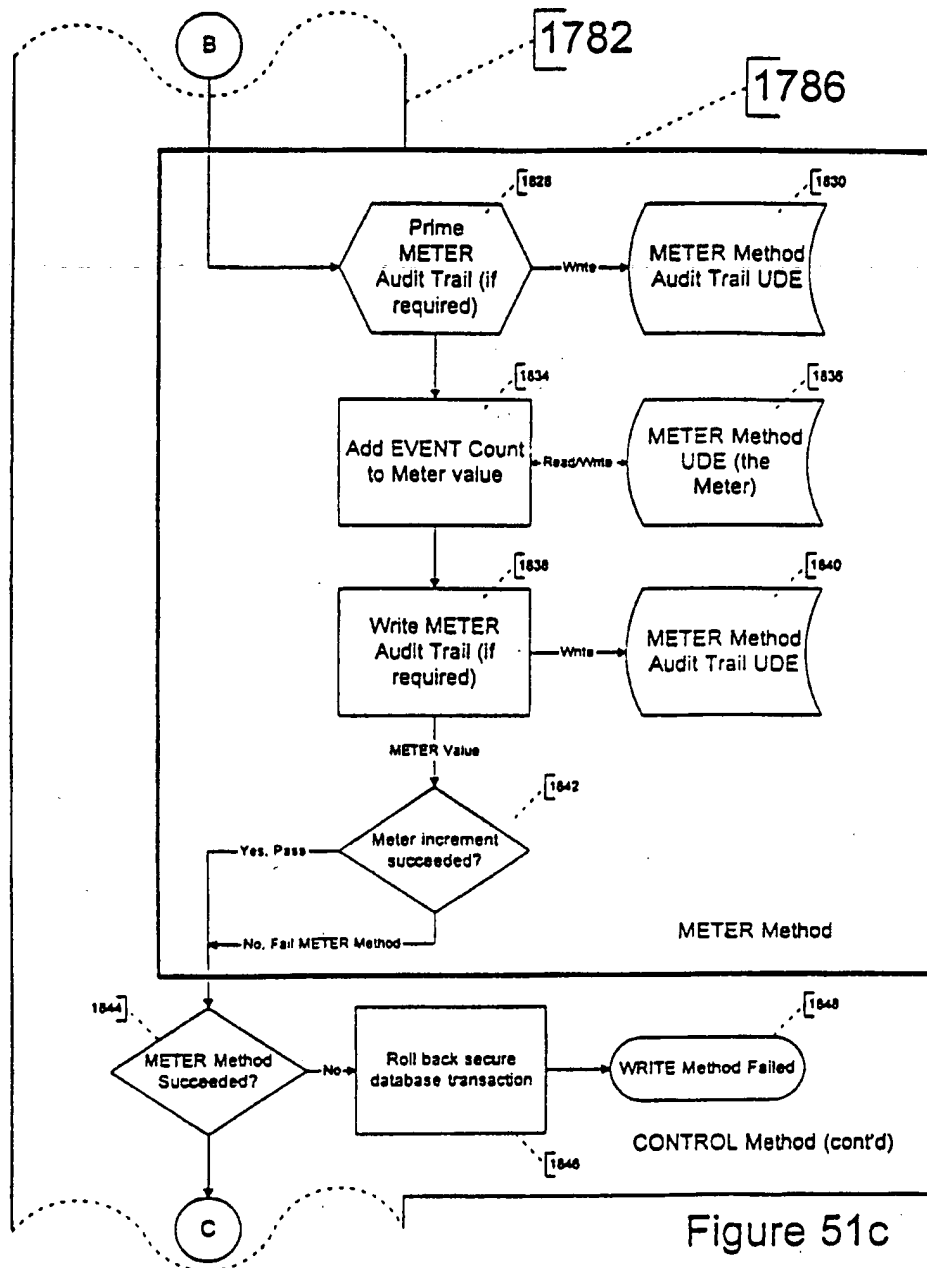 B
1782
1786
1828
Prime
METER
Audit Trail (if
required)
Write
1830
METER Method
Audit Trail UDE
1834
Add EVENT Count
to Meter value
Read/Write
1836
METER Method
UDE (the
Meter)
1838
Write METER
Audit Trail (if
required)
Write
1840
METER Method
Audit Trail UDE
METER Value
1842
Meter increment
succeeded?
Yes, Pass
No, Fail METER Method
METER Method
1844
METER Method
Succeeded?
No
Roll back secure
database transaction
1846
1848
WRITE Method Failed
CONTROL Method (cont'd)
C
Figure 51c